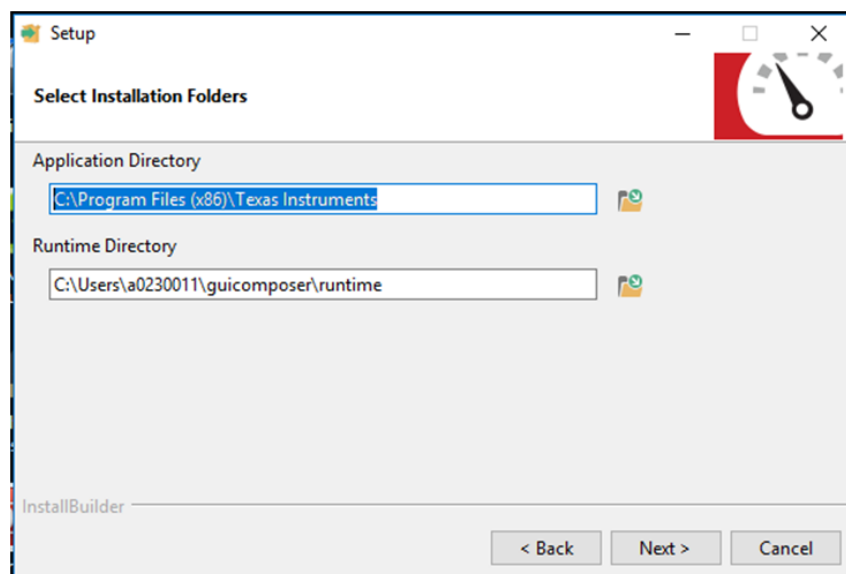 Setup
Select Installation Folders
Application Directory
C:\Program Files (x86)\Texas Instruments
Runtime Directory
C:\Users\a0230011\guicomposer\runtime
InstallBuilder
< Back
Next >
Cancel